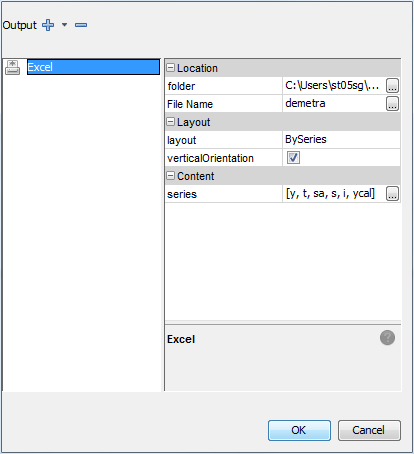 Output
Excel
Location
folder C:\Users\st05sg\... ...
File Name demetra ...
Layout
layout BySeries
verticalOrientation
Content
series [y, t, sa, s, i, ycal] ...
Excel ?
OK Cancel